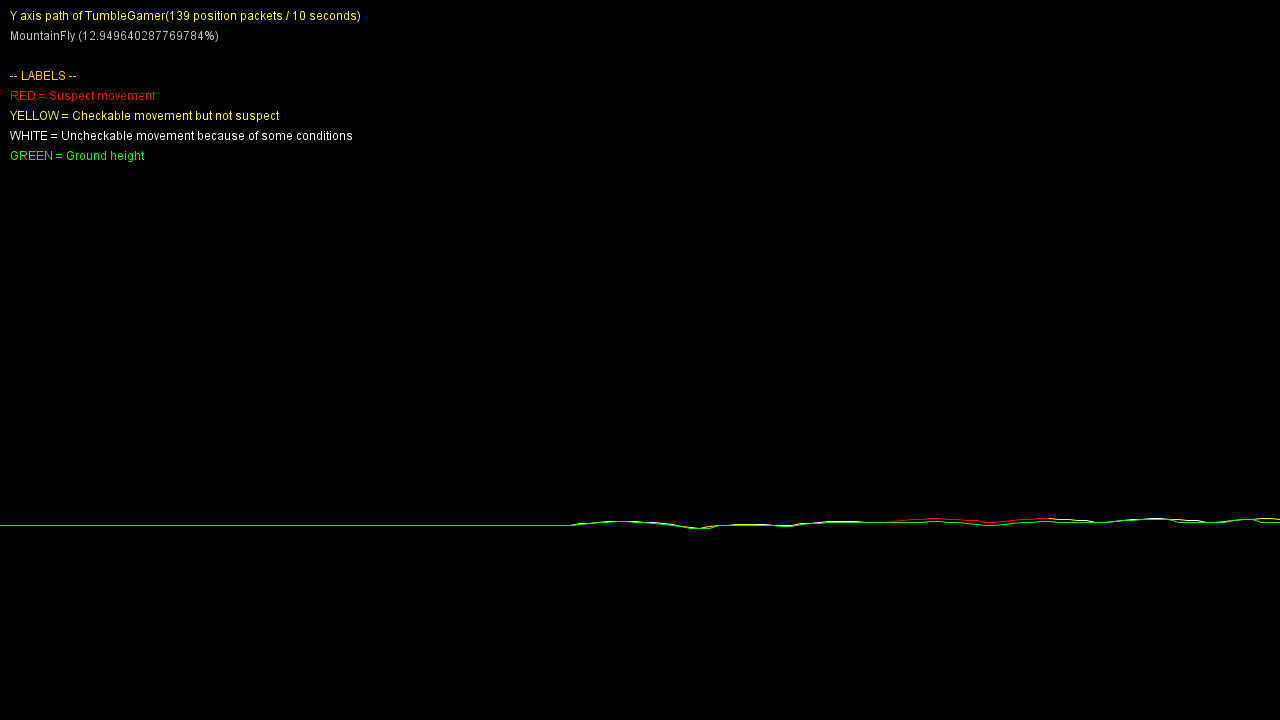 Y axis path of TumbleGamer(139 position packets / 10 seconds)
MountainFly (12.949640287769784%)
-- LABELS --
RED = Suspect movement
YELLOW = Checkable movement but not suspect
WHITE = Uncheckable movement because of some conditions
GREEN = Ground height